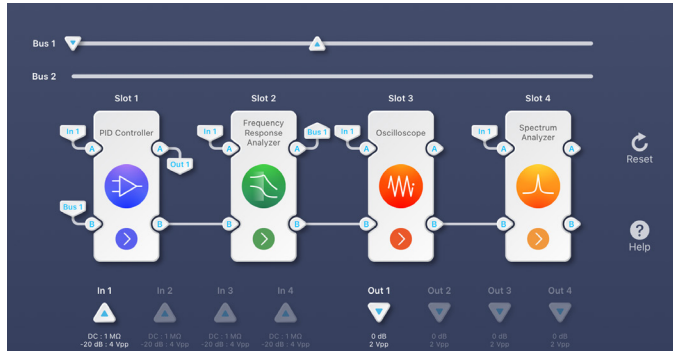 Bus 1
Bus 2
Slot 1 Slot 2 Slot 3 Slot 4
In 1 PID Controller In 1 Frequency Response Analyzer Bus 1 In 1 Oscilloscope In 1 Spectrum Analyzer
A A A A A A A A
Out 1
Reset
Bus 1
B B B B B B B B
?
Help
In 1 In 2 In 3 In 4 Out 1 Out 2 Out 3 Out 4
DC : 1 MΩ DC : 1 MΩ DC : 1 MΩ DC : 1 MΩ 0 dB 0 dB 0 dB 0 dB
-20 dB : 4 Vpp -20 dB : 4 Vpp -20 dB : 4 Vpp -20 dB : 4 Vpp 2 Vpp 2 Vpp 2 Vpp 2 Vpp